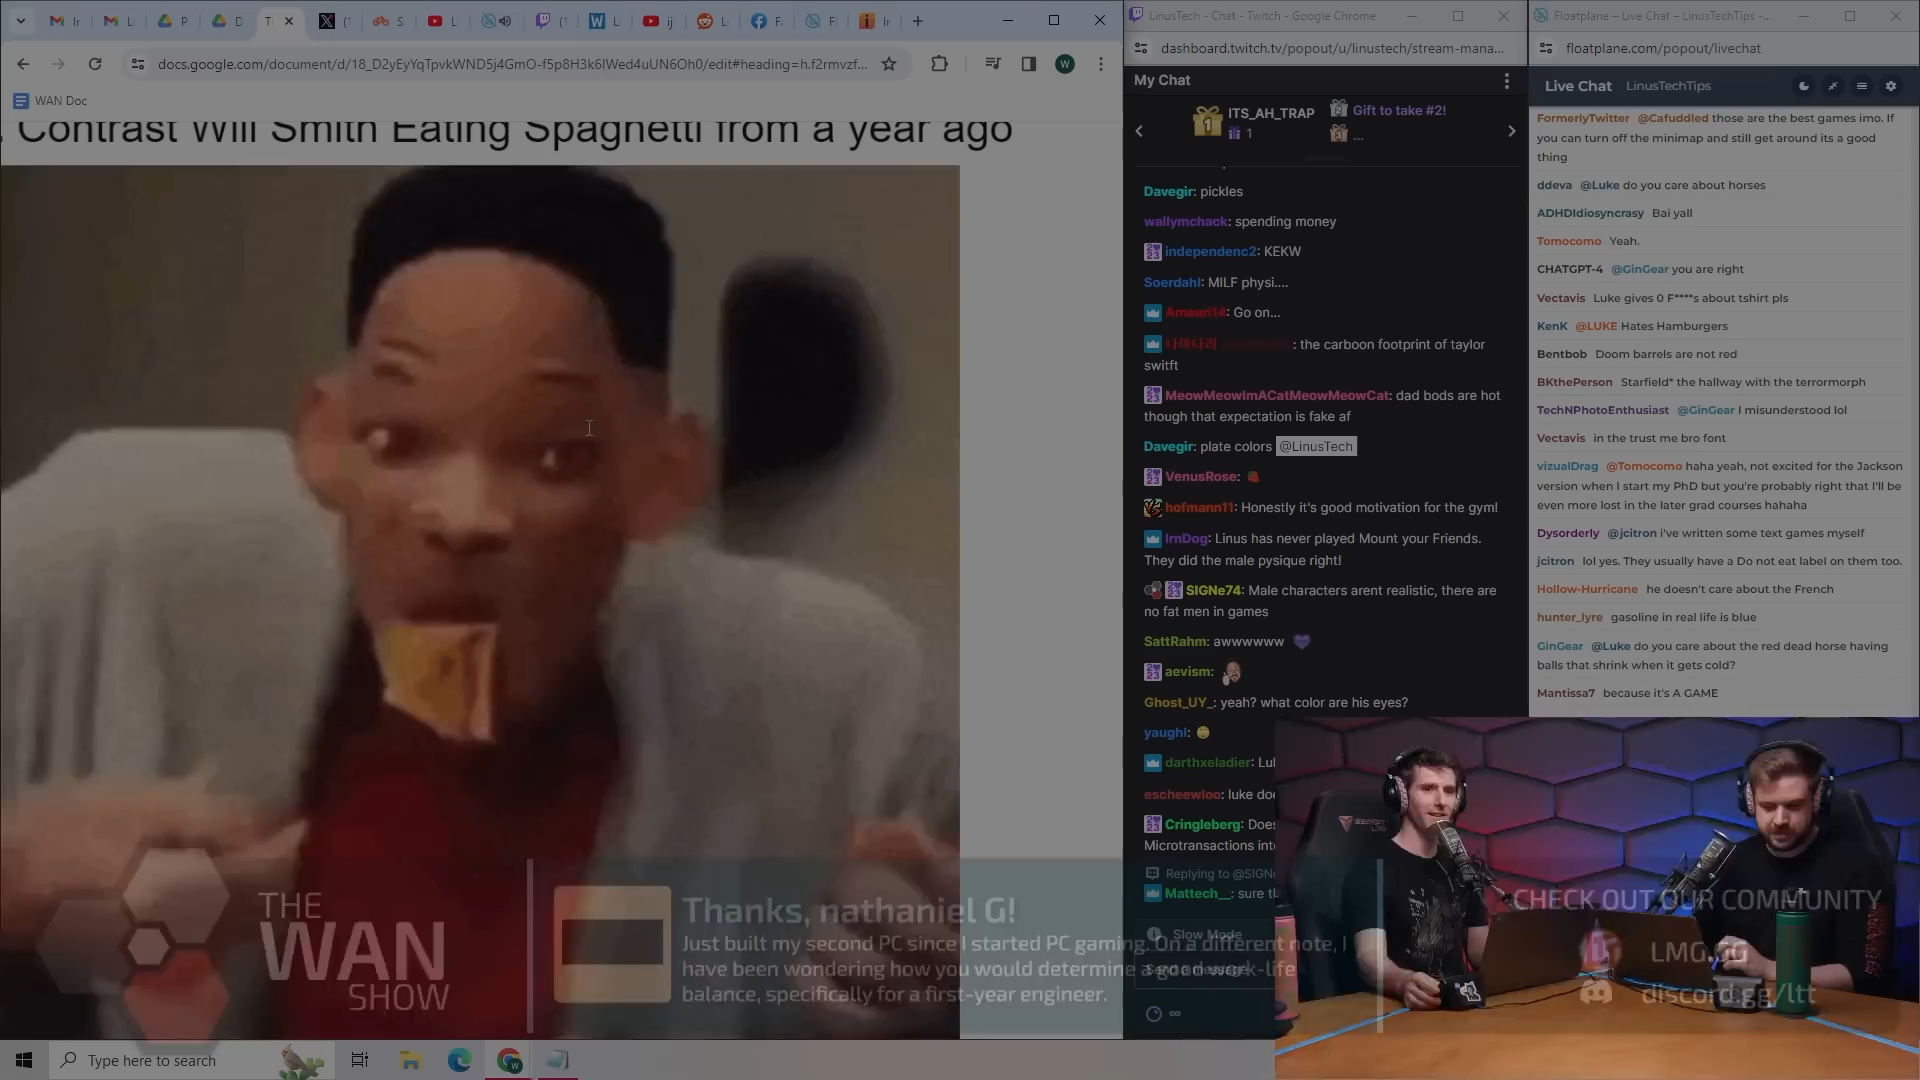 LinusTech - Chat - Twitch - Google Chrome
Floatplane – Live Chat – LinusTechTips -...
docs.google.com/document/d/18_D2yEyYqTpvkWND5j4GmO-f5p8H3k6lWed4uUN6Oh0/edit#heading=h.f2rmvzf...
dashboard.twitch.tv/popout/u/linustech/stream-mana...
floatplane.com/popout/livechat
WAN Doc
Contrast Will Smith Eating Spaghetti from a year ago
My Chat
1 ITS_AH_TRAP
1
Gift to take #2!
...
Davegir: pickles
wallymchack: spending money
independenc2: KEKW
Soerdahl: MILF physi....
Amauri14: Go on...
: the carboon footprint of taylor
switft
MeowMeowImACatMeowMeowCat: dad bods are hot
though that expectation is fake af
Davegir: plate colors @LinusTech
VenusRose:
hofmann11: Honestly it's good motivation for the gym!
IrnDog: Linus has never played Mount your Friends.
They did the male pysique right!
SIGNe74: Male characters arent realistic, there are
no fat men in games
SattRahm: awwwwww
aevism:
Ghost_UY_: yeah? what color are his eyes?
yaughl:
darthxeladier: Lul
escheewloo: luke doe
Cringleberg: Does
Microtransactions int
Replying to @SIGN
Mattech__: sure t
Slow Mode
Send a message
Live Chat LinusTechTips
FormerlyTwitter @Cafuddled those are the best games imo. If
you can turn off the minimap and still get around its a good
thing
ddeva @Luke do you care about horses
ADHDIdiosyncrasy Bai yall
Tomocomo Yeah.
CHATGPT-4 @GinGear you are right
Vectavis Luke gives 0 F****s about tshirt pls
KenK @LUKE Hates Hamburgers
Bentbob Doom barrels are not red
BKthePerson Starfield* the hallway with the terrormorph
TechNPhotoEnthusiast @GinGear I misunderstood lol
Vectavis in the trust me bro font
vizualDrag @Tomocomo haha yeah, not excited for the Jackson
version when I start my PhD but you're probably right that I'll be
even more lost in the later grad courses hahaha
Dysorderly @jcitron i've written some text games myself
jcitron lol yes. They usually have a Do not eat label on them too.
Hollow-Hurricane he doesn't care about the French
hunter_lyre gasoline in real life is blue
GinGear @Luke do you care about the red dead horse having
balls that shrink when it gets cold?
Mantissa7 because it's A GAME
THE
WAN
SHOW
Thanks, nathaniel G!
Just built my second PC since I started PC gaming. On a different note, I
have been wondering how you would determine a good work-life
balance, specifically for a first-year engineer.
CHECK OUT OUR COMMUNITY
LMG.GG
discord.gg/ltt
Type here to search